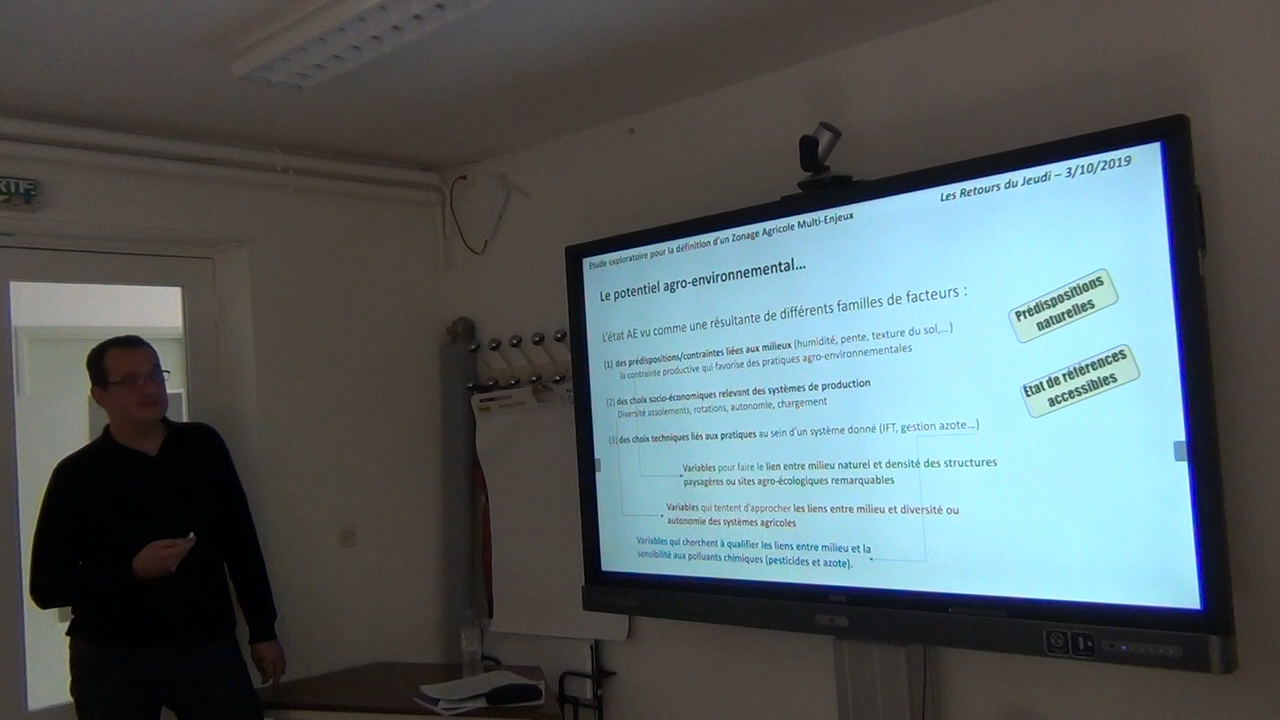 RTIF
Les Retours du Jeudi – 3/10/2019
Etude exploratoire pour la définition d'un Zonage Agricole Multi-Enjeux
Le potentiel agro-environnemental...
L'état AE vu comme une résultante de différents familles de facteurs :
(1) des prédispositions/contraintes liées aux milieux (humidité, pente, texture du sol,...)
la contrainte productive qui favorise des pratiques agro-environnementales
(2) des choix socio-économiques relevant des systèmes de production
Diversité assolements, rotations, autonomie, chargement
(3) des choix techniques liés aux pratiques au sein d'un système donné (IFT, gestion azote...)
Variables pour faire le lien entre milieu naturel et densité des structures
paysagères ou sites agro-écologiques remarquables
Variables qui tentent d'approcher les liens entre milieu et diversité ou
autonomie des systèmes agricoles
Variables qui cherchent à qualifier les liens entre milieu et la
sensibilité aux polluants chimiques (pesticides et azote).
Prédispositions
naturelles
Etat de références
accessibles